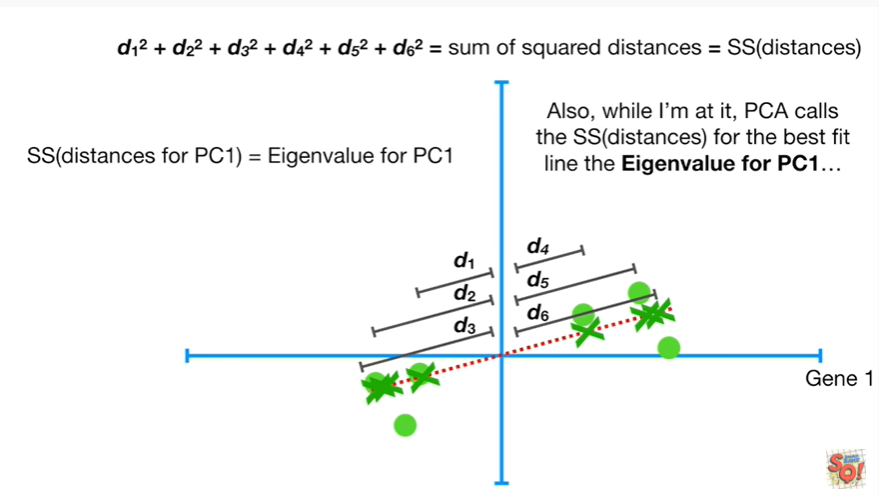 d₁² + d₂² + d₃² + d₄² + d₅² + d₆² = sum of squared distances = SS(distances)
Also, while I'm at it, PCA calls
the SS(distances) for the best fit
line the Eigenvalue for PC1…
SS(distances for PC1) = Eigenvalue for PC1
d₁
d₂
d₃
d₄
d₅
d₆
Gene 1
SQ!